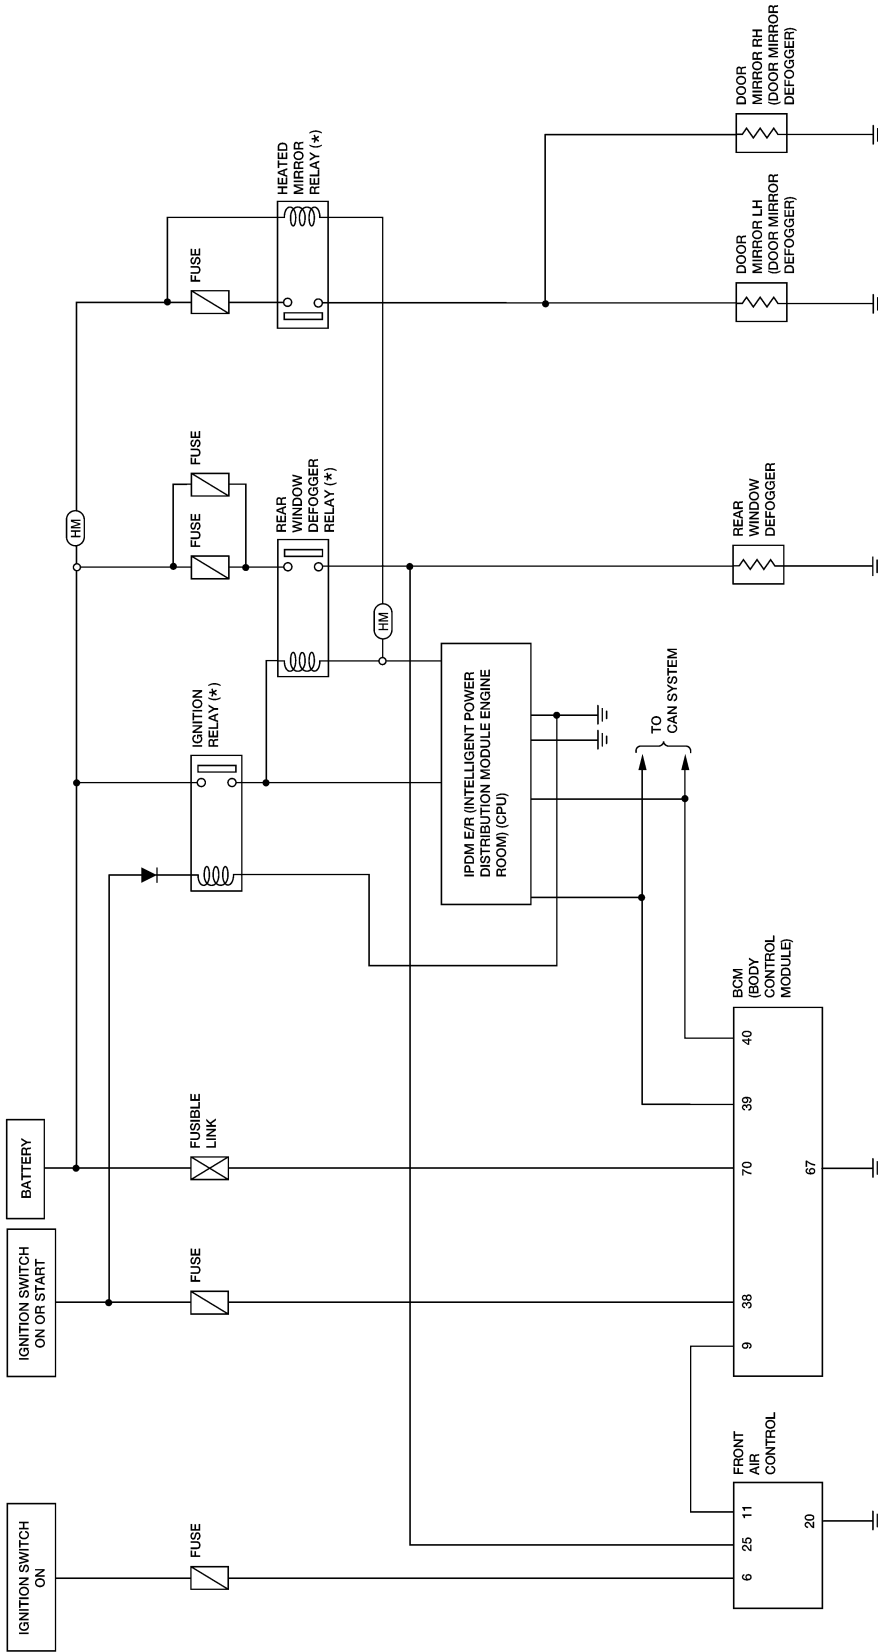 IGNITION SWITCH
ON
IGNITION SWITCH
ON OR START
BATTERY
FUSE
FUSE
FUSIBLE
LINK
IGNITION
RELAY (*)
FUSE
FUSE
FUSE
HM
REAR
WINDOW
DEFOGGER
RELAY (*)
HEATED
MIRROR
RELAY (*)
HM
IPDM E/R (INTELLIGENT POWER
DISTRIBUTION MODULE ENGINE
ROOM) (CPU)
TO
CAN SYSTEM
FRONT
AIR
CONTROL
6
25
11
20
BCM
(BODY
CONTROL
MODULE)
9
38
70
39
40
67
REAR
WINDOW
DEFOGGER
DOOR
MIRROR LH
(DOOR MIRROR
DEFOGGER)
DOOR
MIRROR RH
(DOOR MIRROR
DEFOGGER)